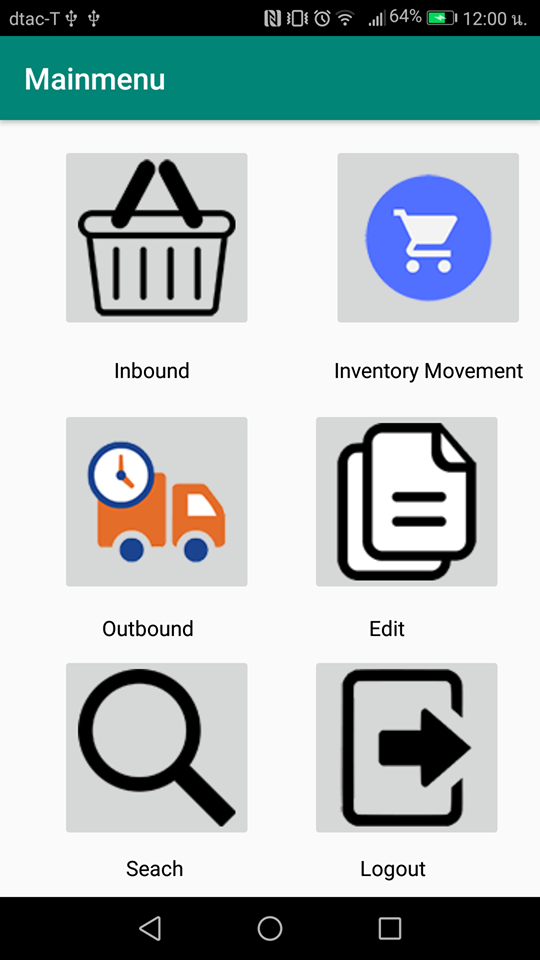 dtac-T 64% 12:00 น.
Mainmenu
Inbound Inventory Movement
Outbound Edit
Seach Logout